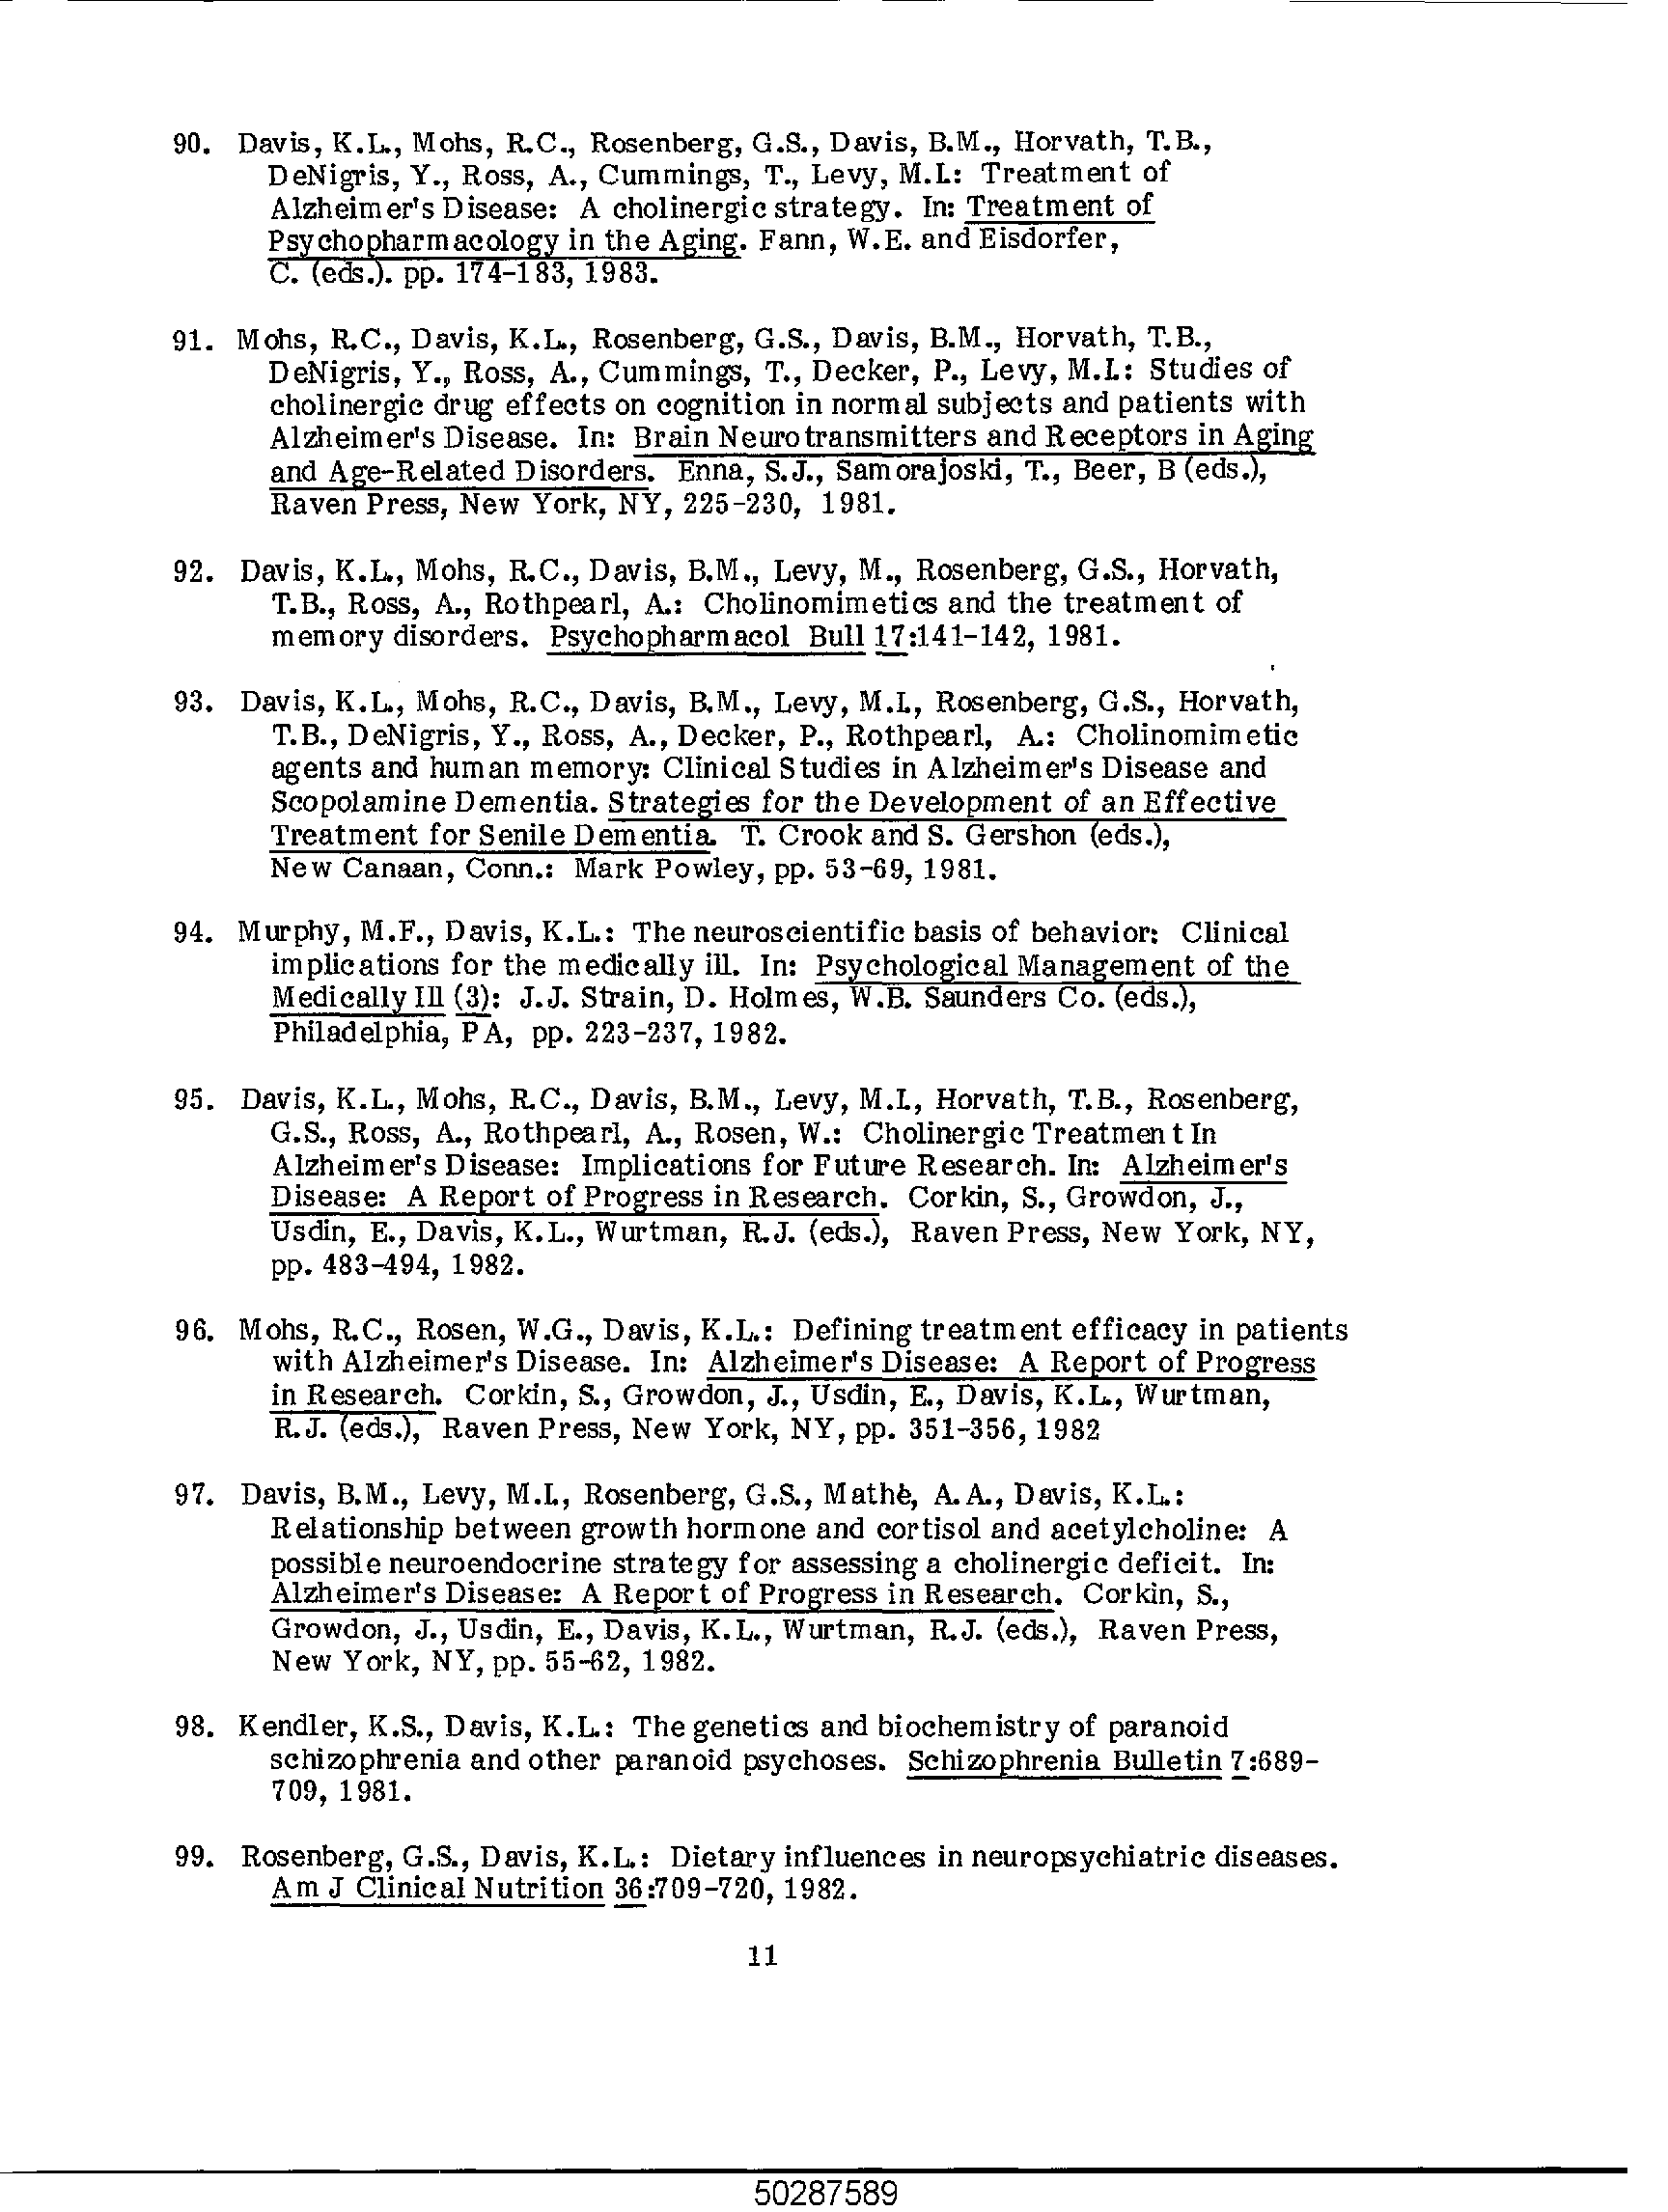 90. Davis, K.L., Mohs, R.C., Rosenberg, G.S., Davis, B.M., Horvath, T.B.,
DeNigris, Y., Ross, A., Cummings, T., Levy, M.I.: Treatment of
Alzheimer's Disease: A cholinergic strategy. In: Treatment of
Psychopharmacology in the Aging. Fann, W.E. and Eisdorfer,
C. (eds.). pp. 174-183, 1983.
91. Mohs, R.C., Davis, K.L., Rosenberg, G.S., Davis, B.M., Horvath, T.B.,
DeNigris, Y., Ross, A., Cummings, T., Decker, P., Levy, M.I.: Studies of
cholinergic drug effects on cognition in normal subjects and patients with
Alzheimer's Disease. In: Brain Neurotransmitters and Receptors in Aging
and Age-Related Disorders. Enna, S.J., Samorajoski, T., Beer, B (eds.),
Raven Press, New York, NY, 225-230, 1981.
92. Davis, K.L., Mohs, R.C., Davis, B.M., Levy, M., Rosenberg, G.S., Horvath,
T.B., Ross, A., Rothpearl, A.: Cholinomimetics and the treatment of
memory disorders. Psychopharmacol Bull 17:141-142, 1981.
93. Davis, K.L., Mohs, R.C., Davis, B.M., Levy, M.I., Rosenberg, G.S., Horvath,
T.B., DeNigris, Y., Ross, A., Decker, P., Rothpearl, A.: Cholinomimetic
agents and human memory: Clinical Studies in Alzheimer's Disease and
Scopolamine Dementia. Strategies for the Development of an Effective
Treatment for Senile Dementia. T. Crook and S. Gershon (eds.),
New Canaan, Conn.: Mark Powley, pp. 53-69, 1981.
94. Murphy, M.F., Davis, K.L.: The neuroscientific basis of behavior: Clinical
implications for the medically ill. In: Psychological Management of the
Medically Ill (3): J.J. Strain, D. Holmes, W.B. Saunders Co. (eds.),
Philadelphia, PA, pp. 223-237, 1982.
95. Davis, K.L., Mohs, R.C., Davis, B.M., Levy, M.I., Horvath, T.B., Rosenberg,
G.S., Ross, A., Rothpearl, A., Rosen, W.: Cholinergic Treatment In
Alzheimer's Disease: Implications for Future Research. In: Alzheimer's
Disease: A Report of Progress in Research. Corkin, S., Growdon, J.,
Usdin, E., Davis, K.L., Wurtman, R.J. (eds.), Raven Press, New York, NY,
pp. 483-494, 1982.
96. Mohs, R.C., Rosen, W.G., Davis, K.L.: Defining treatment efficacy in patients
with Alzheimer's Disease. In: Alzheimer's Disease: A Report of Progress
in Research. Corkin, S., Growdon, J., Usdin, E., Davis, K.L., Wurtman,
R.J. (eds.), Raven Press, New York, NY, pp. 351-356, 1982
97. Davis, B.M., Levy, M.I., Rosenberg, G.S., Mathè, A.A., Davis, K.L.:
Relationship between growth hormone and cortisol and acetylcholine: A
possible neuroendocrine strategy for assessing a cholinergic deficit. In:
Alzheimer's Disease: A Report of Progress in Research. Corkin, S.,
Growdon, J., Usdin, E., Davis, K.L., Wurtman, R.J. (eds.), Raven Press,
New York, NY, pp. 55-62, 1982.
98. Kendler, K.S., Davis, K.L.: The genetics and biochemistry of paranoid
schizophrenia and other paranoid psychoses. Schizophrenia Bulletin 7:689-
709, 1981.
99. Rosenberg, G.S., Davis, K.L.: Dietary influences in neuropsychiatric diseases.
Am J Clinical Nutrition 36:709-720, 1982.
11
50287589